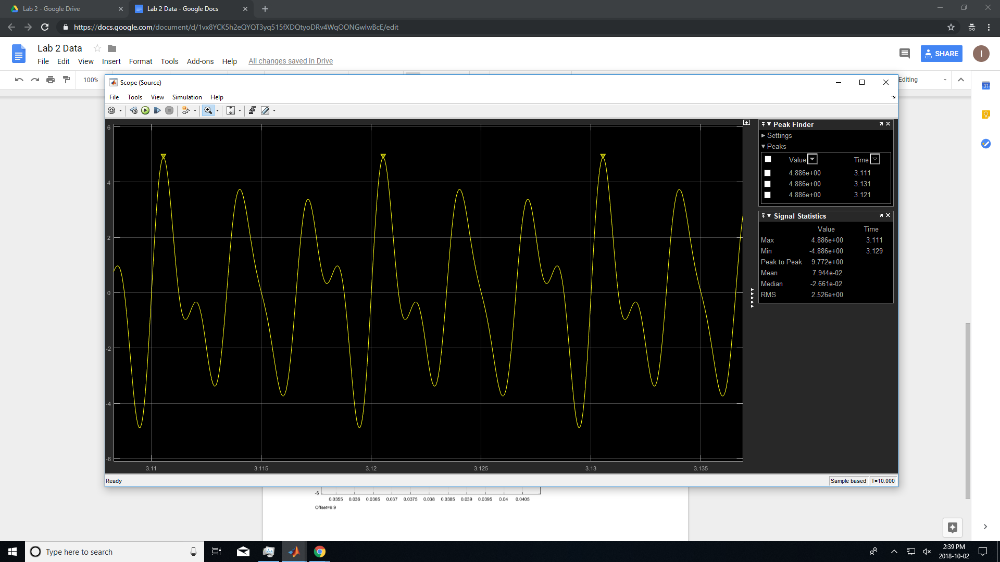 Lab 2 - Google Drive
Lab 2 Data - Google Docs
https://docs.google.com/document/d/1vx8YCK5h2eQYQT3yq515fXDQtyoDRv4WqOONGwlwBcE/edit
Lab 2 Data
File Edit View Insert Format Tools Add-ons Help All changes saved in Drive
SHARE
I
100%
Editing
31
Scope (Source)
File Tools View Simulation Help
6
4
2
0
-2
-4
-6
3.11 3.115 3.12 3.125 3.13 3.135
Peak Finder
Settings
Peaks
Value Time
4.886e+00 3.111
4.886e+00 3.131
4.886e+00 3.121
Signal Statistics
Value Time
Max 4.886e+00 3.111
Min -4.886e+00 3.129
Peak to Peak 9.772e+00
Mean 7.944e-02
Median -2.661e-02
RMS 2.526e+00
Ready
Sample based T=10.000
-6
0.0355 0.036 0.0365 0.037 0.0375 0.038 0.0385 0.039 0.0395 0.04 0.0405
Offset=9.9
Type here to search
2:39 PM
2018-10-02